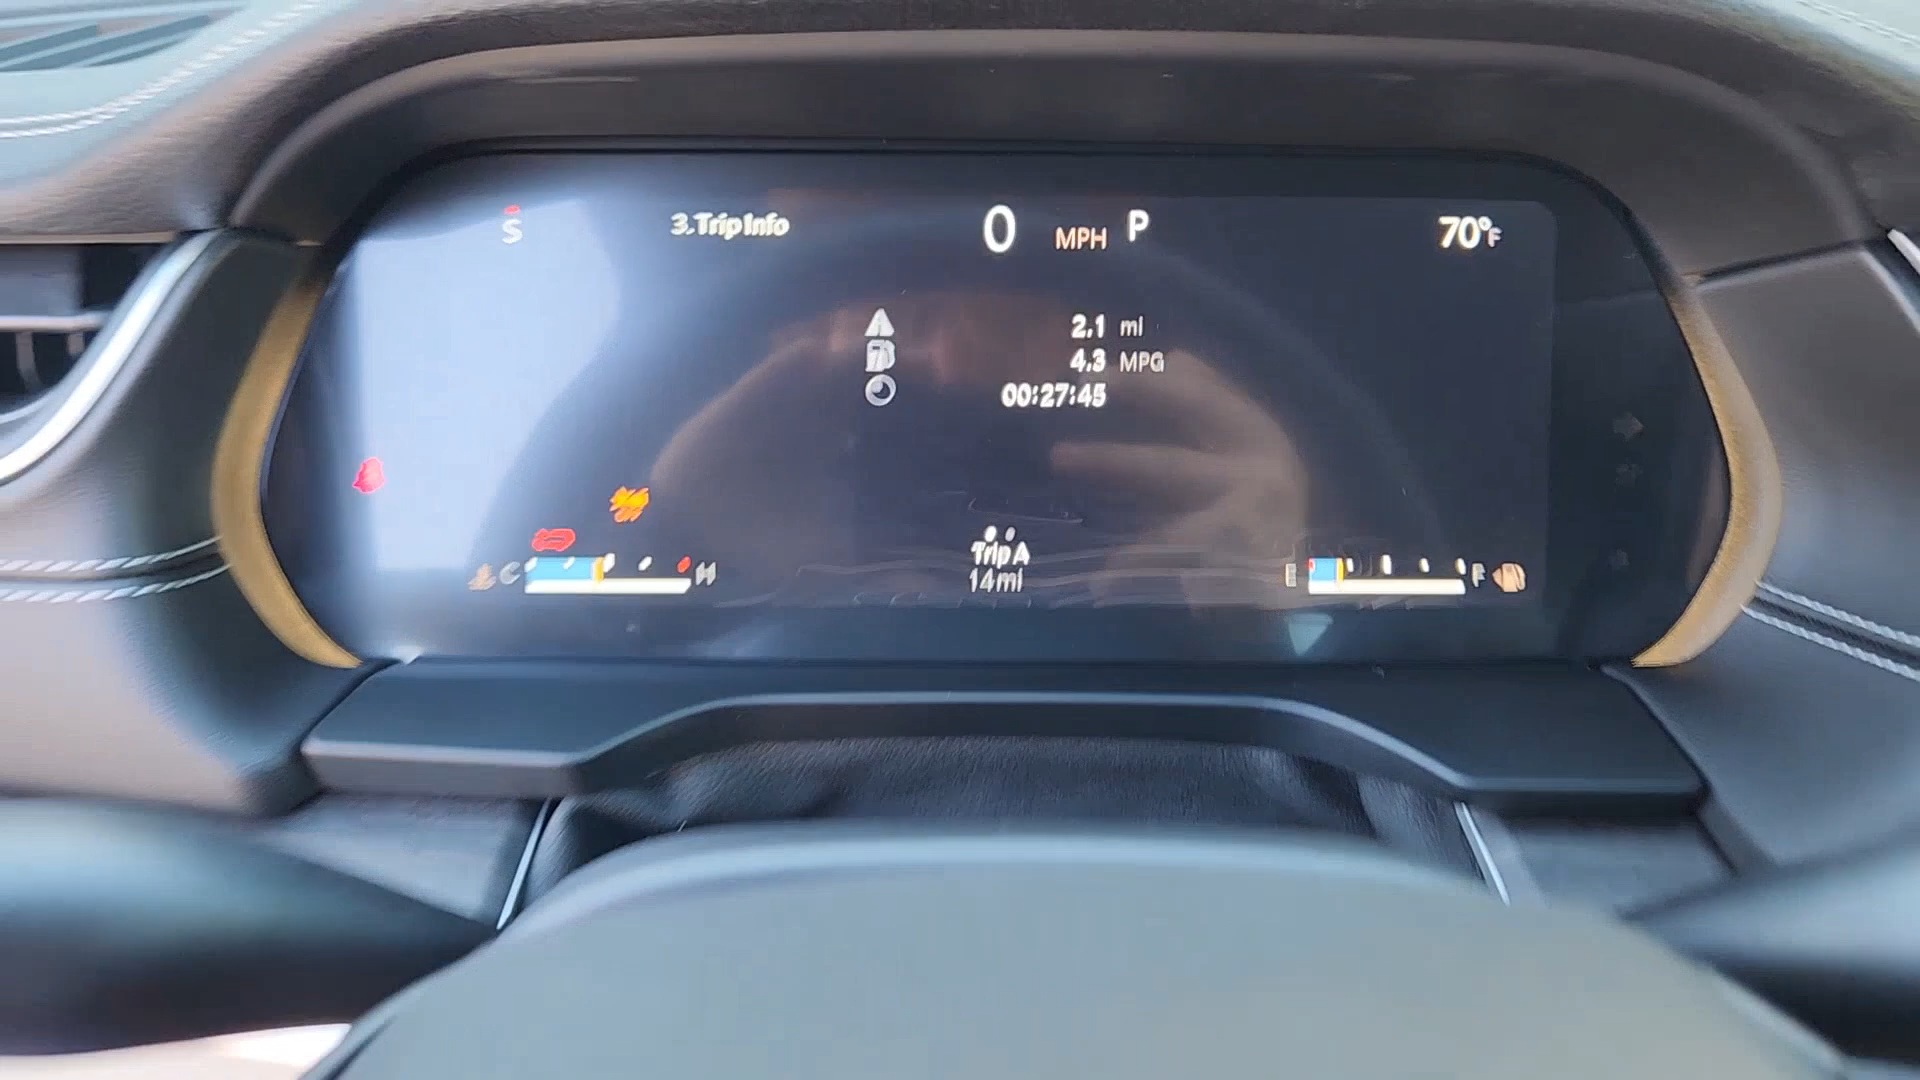 S
3.Trip Info
0 MPH P
70°F
2.1 mi
4.3 MPG
00:27:45
Trip A
14mi
C H
E F